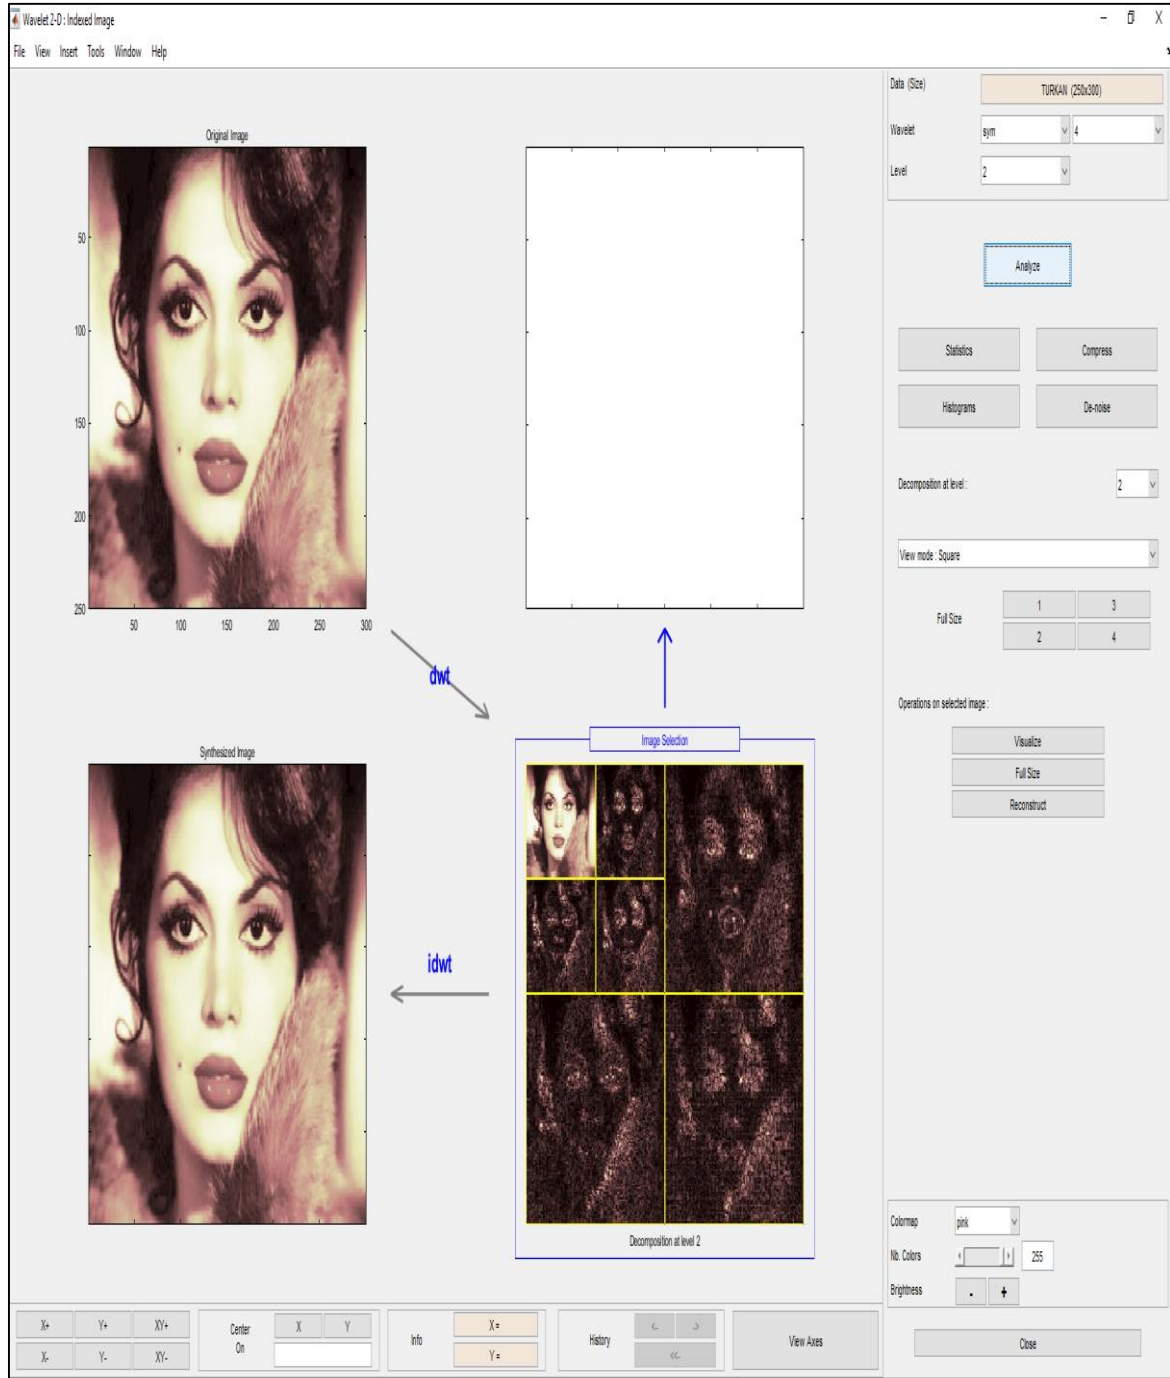 Wavelet 2-D : Indexed Image
File View Insert Tools Window Help
Data (Size) TURKAN (250x300)
Wavelet sym 4
Level 2
Analyze
Statistics Compress
Histograms De-noise
Decomposition at level : 2
View mode : Square
Full Size 1 3
2 4
Operations on selected image :
Visualize
Full Size
Reconstruct
Original Image
50
100
150
200
250
50 100 150 200 250 300
dwt
Image Selection
Synthesized Image
idwt
Decomposition at level 2
Colormap pink
Nb. Colors 255
Brightness - +
X+ Y+ XY+
X- Y- XY-
Center On X Y
Info X =
Y =
History <- ->
<<-
View Axes
Close